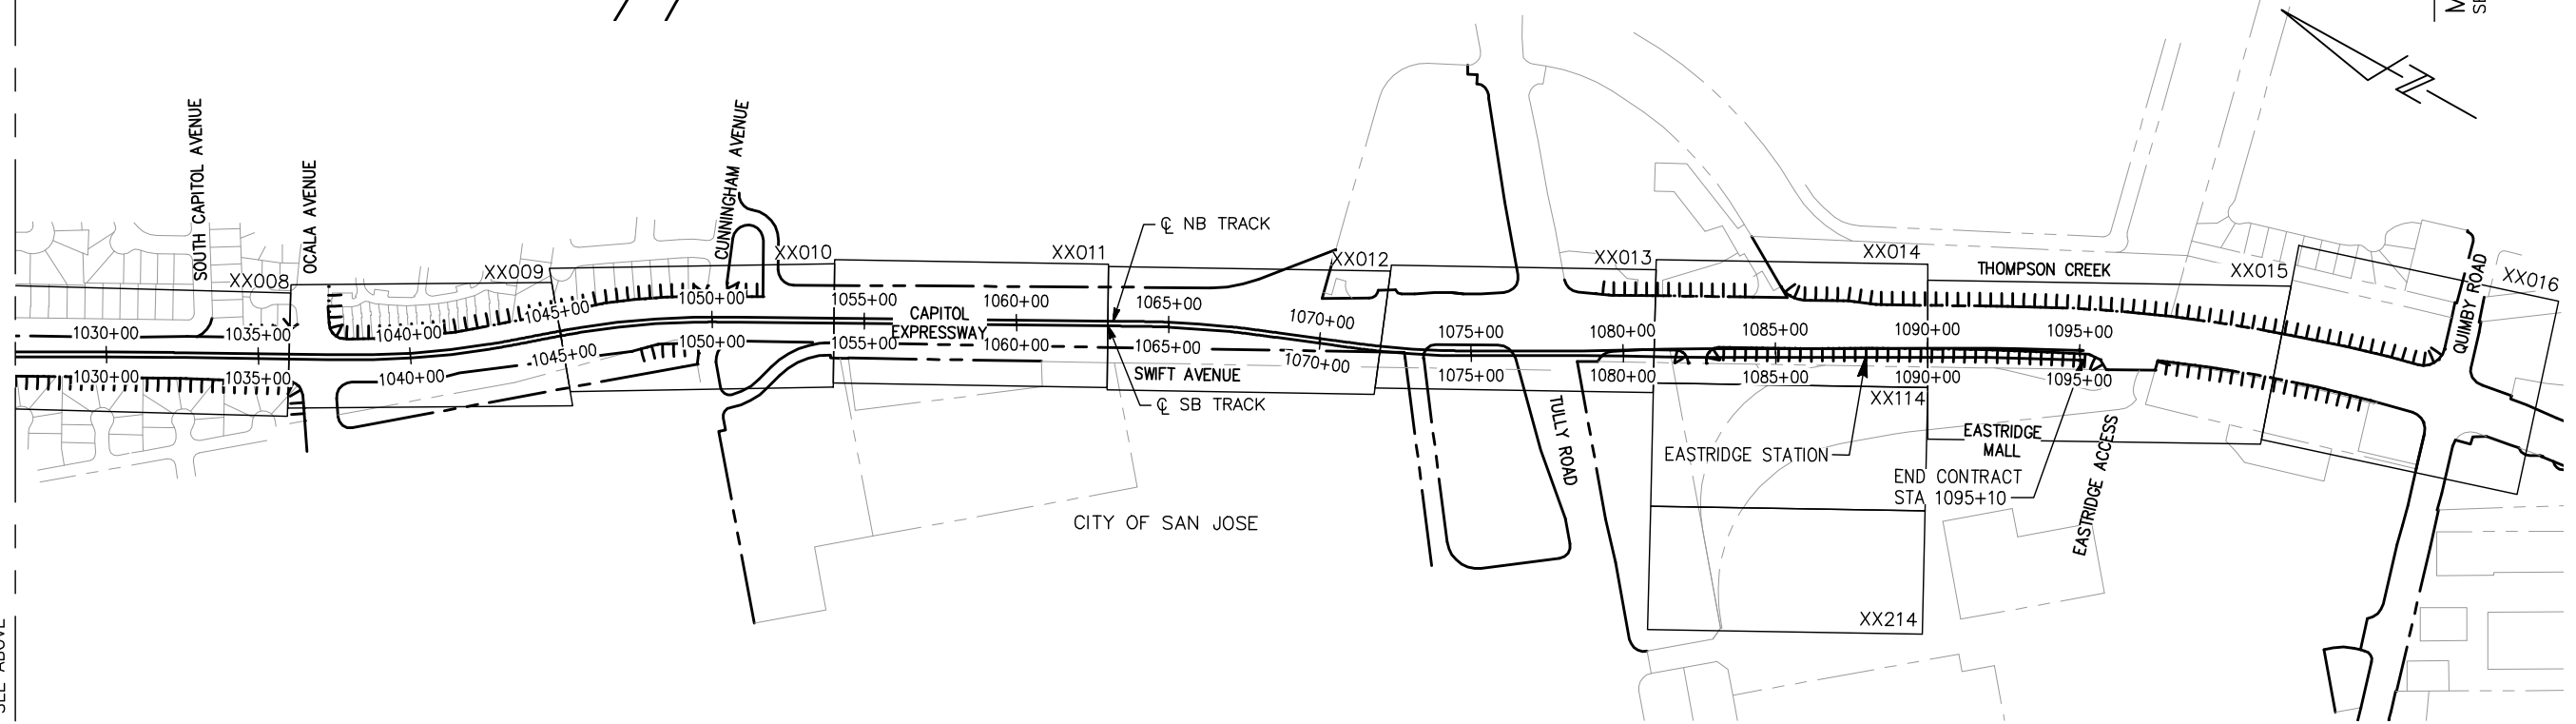 SOUTH CAPITOL AVENUE
OCALA AVENUE
CUNNINGHAM AVENUE
℄ NB TRACK
XX008
XX009
XX010
XX011
XX012
XX013
XX014
THOMPSON CREEK
XX015
QUIMBY ROAD
XX016
1030+00
1035+00
1040+00
1045+00
1050+00
1055+00
1060+00
1065+00
1070+00
1075+00
1080+00
1085+00
1090+00
1095+00
CAPITOL
EXPRESSWAY
1030+00
1035+00
1040+00
1045+00
1050+00
1055+00
1060+00
1065+00
1070+00
1075+00
1080+00
1085+00
1090+00
1095+00
SWIFT AVENUE
℄ SB TRACK
TULLY ROAD
XX114
EASTRIDGE STATION
EASTRIDGE
MALL
END CONTRACT
STA 1095+10
EASTRIDGE ACCESS
CITY OF SAN JOSE
XX214
SEE ABOVE